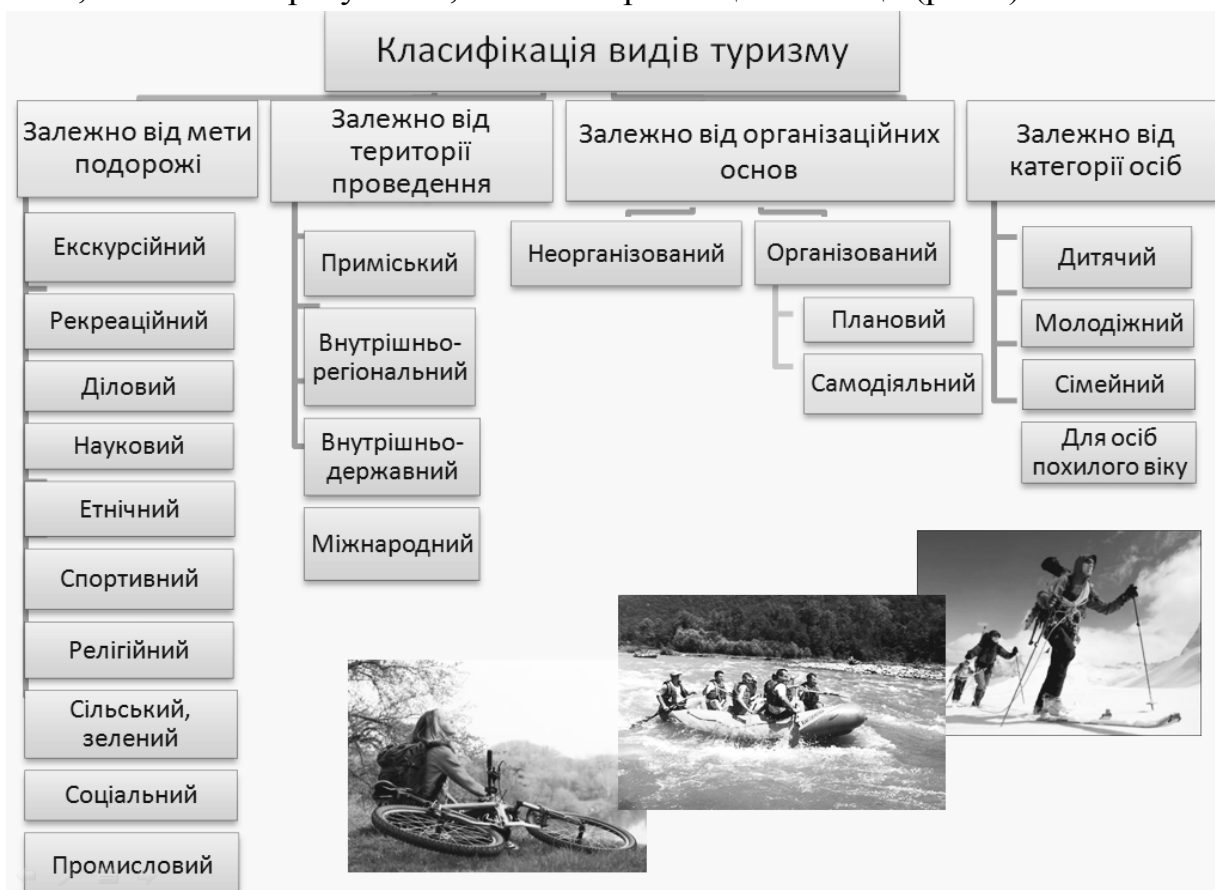 Класифікація видів туризму
Залежно від мети
подорожі
Екскурсійний
Рекреаційний
Діловий
Науковий
Етнічний
Спортивний
Релігійний
Сільський,
зелений
Соціальний
Промисловий
Залежно від
території
проведення
Приміський
Внутрішньо-
регіональний
Внутрішньо-
державний
Міжнародний
Залежно від організаційних
основ
Неорганізований
Організований
Плановий
Самодіяльний
Залежно від
категорії осіб
Дитячий
Молодіжний
Сімейний
Для осіб
похилого віку